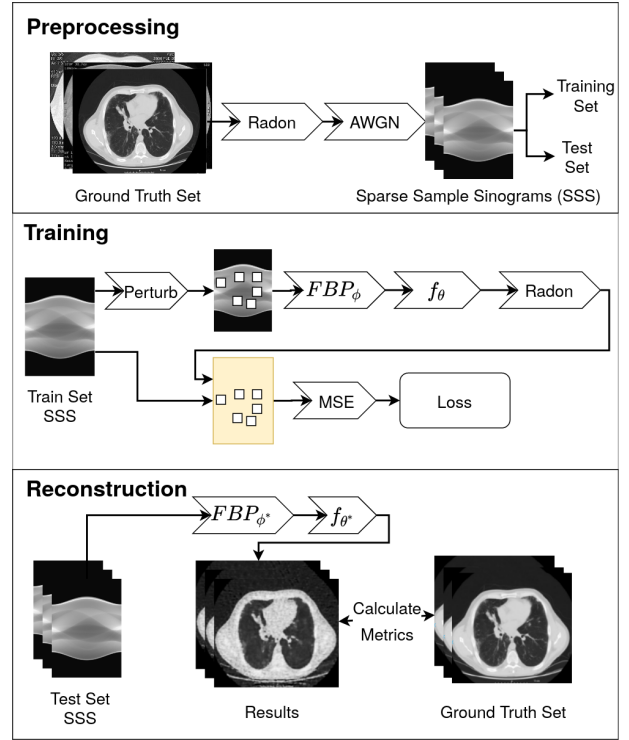 Preprocessing
Radon
AWGN
Training
Set
Test
Set
Ground Truth Set
Sparse Sample Sinograms (SSS)
Training
Perturb
FBP_ϕ
f_θ
Radon
Train Set
SSS
MSE
Loss
Reconstruction
FBP_ϕ*
f_θ*
Calculate
Metrics
Test Set
SSS
Results
Ground Truth Set